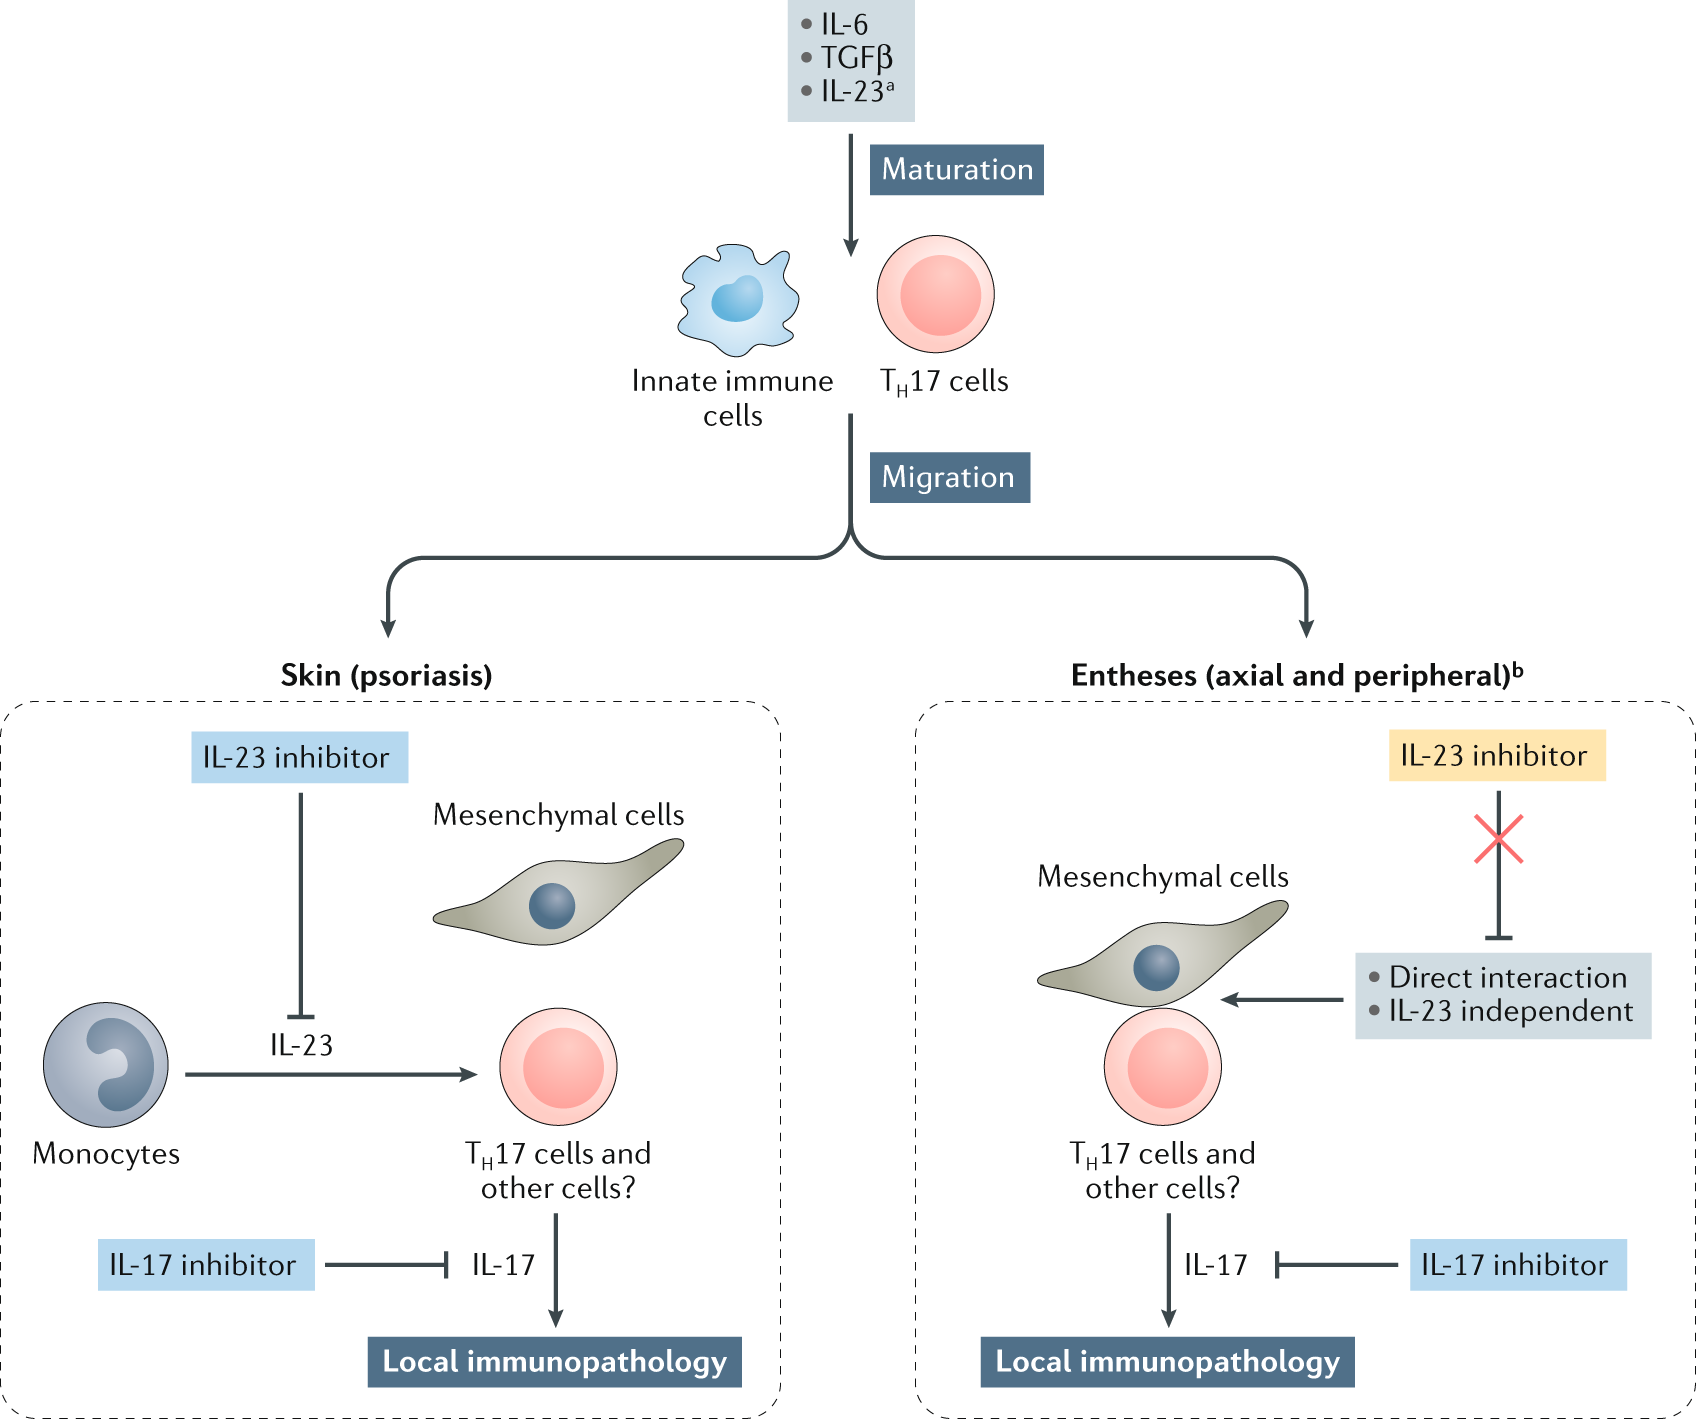 • IL-6
• TGFβ
• IL-23ᵃ
Maturation
Innate immune
cells
T_H17 cells
Migration
Skin (psoriasis)
IL-23 inhibitor
Mesenchymal cells
IL-23
Monocytes
T_H17 cells and
other cells?
IL-17 inhibitor
IL-17
Local immunopathology
Entheses (axial and peripheral)ᵇ
IL-23 inhibitor
Mesenchymal cells
• Direct interaction
• IL-23 independent
T_H17 cells and
other cells?
IL-17
IL-17 inhibitor
Local immunopathology